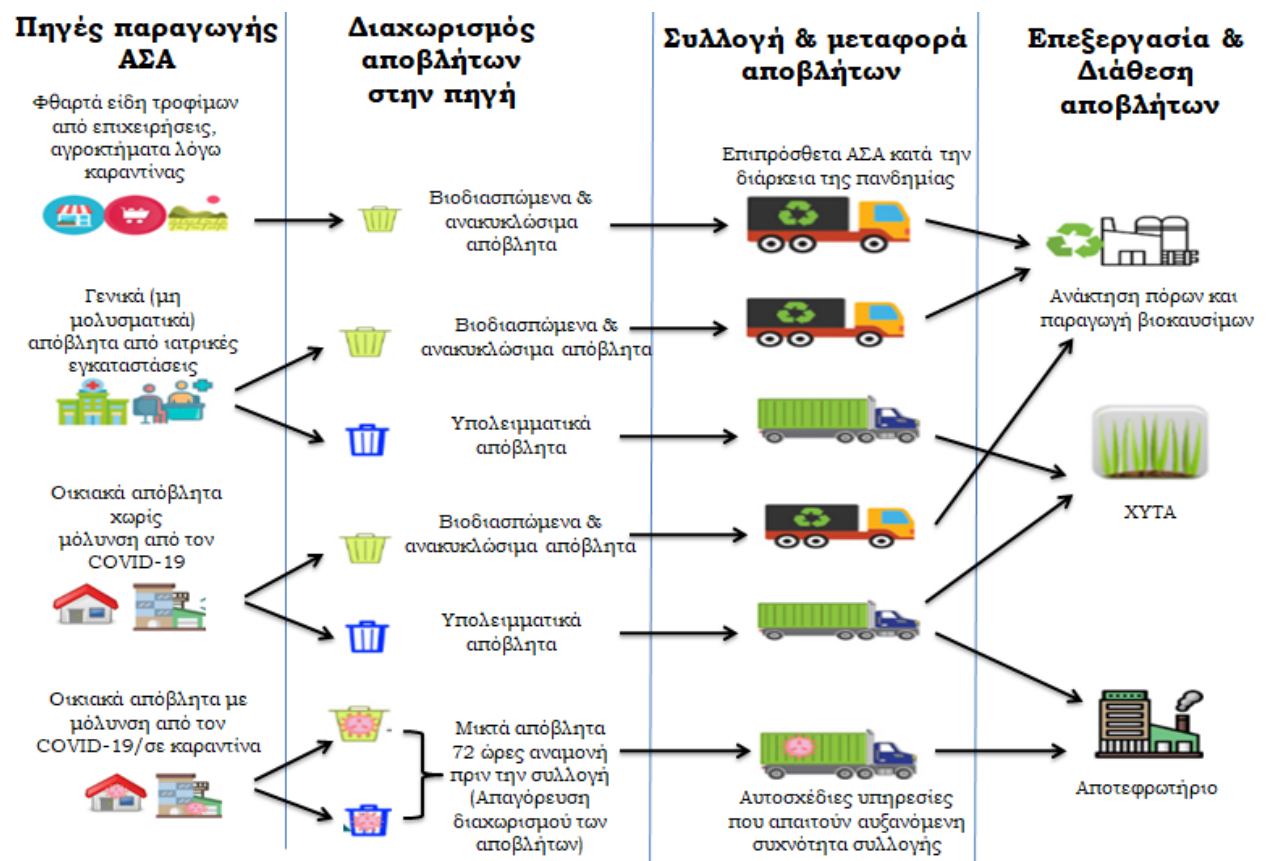 Πηγές παραγωγής
ΑΣΑ
Διαχωρισμός
αποβλήτων
στην πηγή
Συλλογή & μεταφορά
αποβλήτων
Επεξεργασία &
Διάθεση
αποβλήτων
Φθαρτά είδη τροφίμων
από επιχειρήσεις,
αγροκτήματα λόγω
καραντίνας
Βιοδιασπώμενα &
ανακυκλώσιμα
απόβλητα
Επιπρόσθετα ΑΣΑ κατά την
διάρκεια της πανδημίας
Ανάκτηση πόρων και
παραγωγή βιοκαυσίμων
Γενικά (μη
μολυσματικά)
απόβλητα από ιατρικές
εγκαταστάσεις
Βιοδιασπώμενα &
ανακυκλώσιμα απόβλητα
Υπολειμματικά
απόβλητα
ΧΥΤΑ
Οικιακά απόβλητα
χωρίς
μόλυνση από τον
COVID-19
Βιοδιασπώμενα &
ανακυκλώσιμα απόβλητα
Υπολειμματικά
απόβλητα
Οικιακά απόβλητα με
μόλυνση από τον
COVID-19/σε καραντίνα
Μικτά απόβλητα
72 ώρες αναμονή
πριν την συλλογή
(Απαγόρευση
διαχωρισμού των
αποβλήτων)
Αυτοσχέδιες υπηρεσίες
που απαιτούν αυξανόμενη
συχνότητα συλλογής
Αποτεφρωτήριο